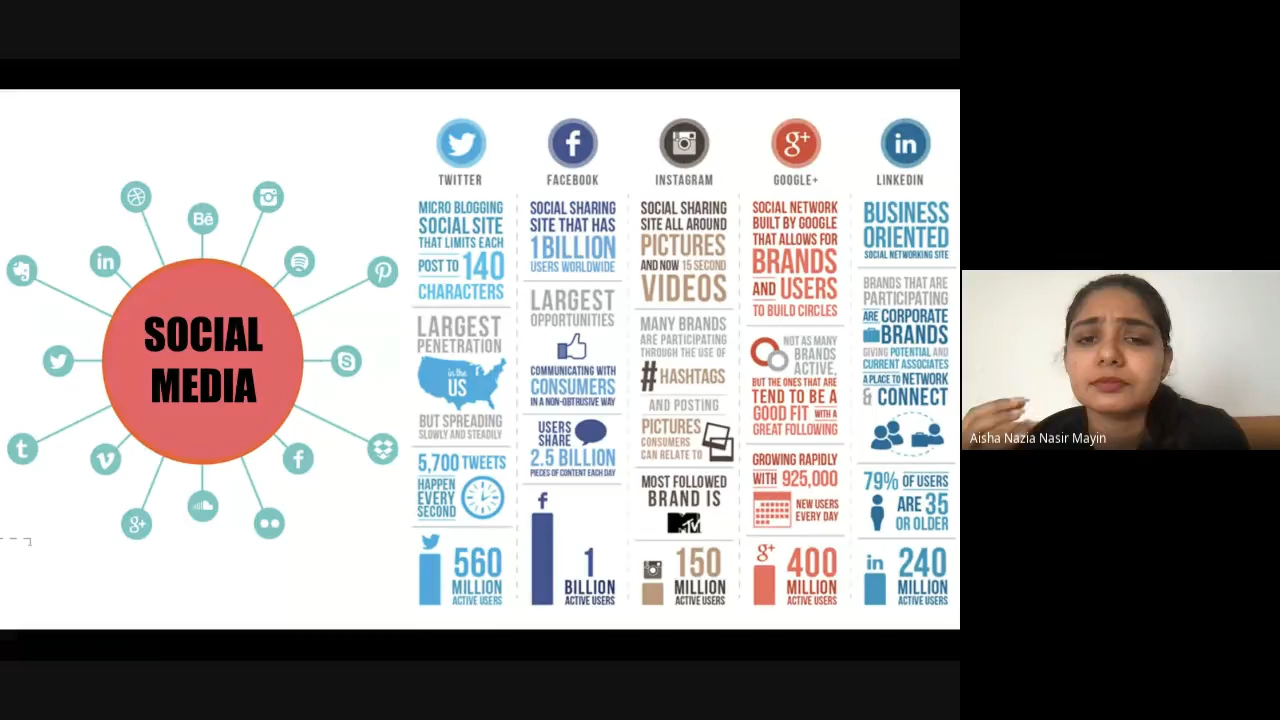 SOCIAL
MEDIA
TWITTER
MICRO BLOGGING
SOCIAL SITE
THAT LIMITS EACH
POST TO 140
CHARACTERS
LARGEST
PENETRATION
in the
US
BUT SPREADING
SLOWLY AND STEADILY
5,700 TWEETS
HAPPEN
EVERY
SECOND
560
MILLION
ACTIVE USERS
FACEBOOK
SOCIAL SHARING
SITE THAT HAS
1 BILLION
USERS WORLDWIDE
LARGEST
OPPORTUNITIES
COMMUNICATING WITH
CONSUMERS
IN A NON-OBTRUSIVE WAY
USERS
SHARE
2.5 BILLION
PIECES OF CONTENT EACH DAY
1
BILLION
ACTIVE USERS
INSTAGRAM
SOCIAL SHARING
SITE ALL AROUND
PICTURES
AND NOW 15 SECOND
VIDEOS
MANY BRANDS
ARE PARTICIPATING
THROUGH THE USE OF
# HASHTAGS
AND POSTING
PICTURES
CONSUMERS
CAN RELATE TO
MOST FOLLOWED
BRAND IS
MTV
150
MILLION
ACTIVE USERS
GOOGLE+
SOCIAL NETWORK
BUILT BY GOOGLE
THAT ALLOWS FOR
BRANDS
AND USERS
TO BUILD CIRCLES
NOT AS MANY
BRANDS
ACTIVE,
BUT THE ONES THAT ARE
TEND TO BE A
GOOD FIT WITH A
GREAT FOLLOWING
GROWING RAPIDLY
WITH 925,000
NEW USERS
EVERY DAY
400
MILLION
ACTIVE USERS
LINKEDIN
BUSINESS
ORIENTED
SOCIAL NETWORKING SITE
BRANDS THAT ARE
PARTICIPATING
ARE CORPORATE
BRANDS
GIVING POTENTIAL AND
CURRENT ASSOCIATES
A PLACE TO NETWORK
& CONNECT
79% OF USERS
ARE 35
OR OLDER
240
MILLION
ACTIVE USERS
Aisha Nazia Nasir Mayin